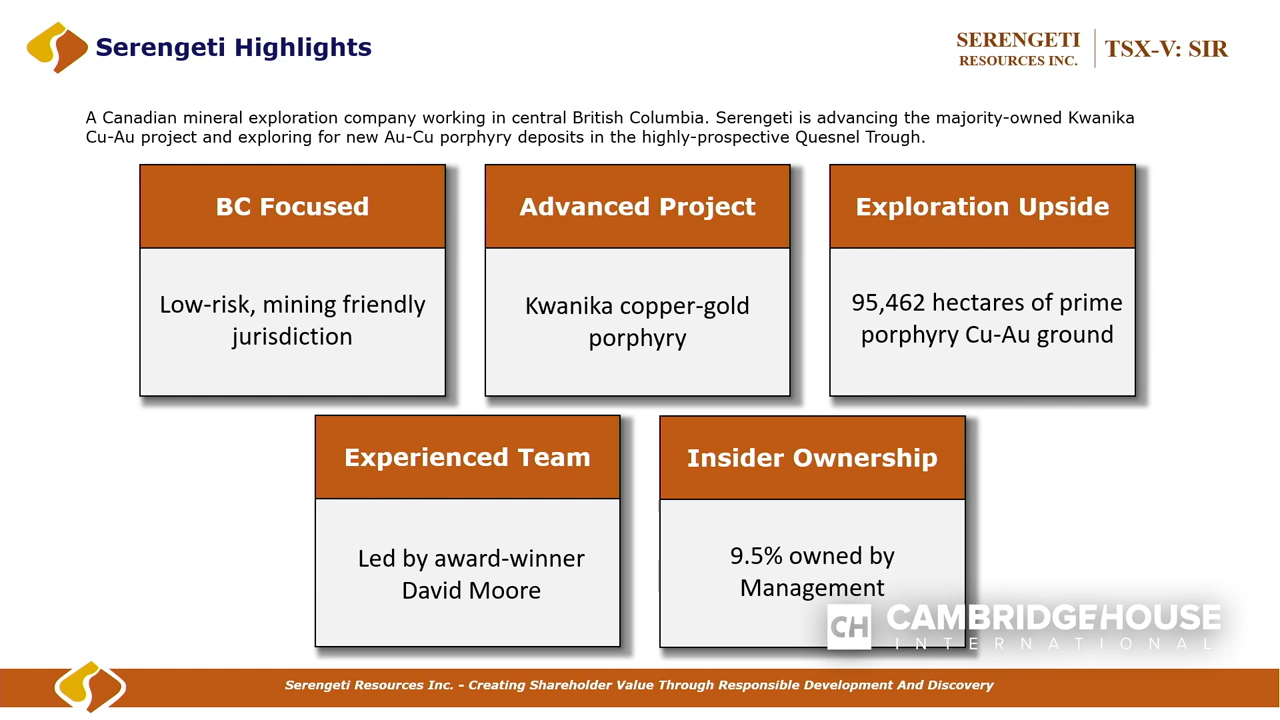 Serengeti Highlights
SERENGETI
RESOURCES INC.
TSX-V: SIR
A Canadian mineral exploration company working in central British Columbia. Serengeti is advancing the majority-owned Kwanika
Cu-Au project and exploring for new Au-Cu porphyry deposits in the highly-prospective Quesnel Trough.
BC Focused
Low-risk, mining friendly
jurisdiction
Advanced Project
Kwanika copper-gold
porphyry
Exploration Upside
95,462 hectares of prime
porphyry Cu-Au ground
Experienced Team
Led by award-winner
David Moore
Insider Ownership
9.5% owned by
Management
CH
CAMBRIDGEHOUSE
INTERNATIONAL
Serengeti Resources Inc. - Creating Shareholder Value Through Responsible Development And Discovery